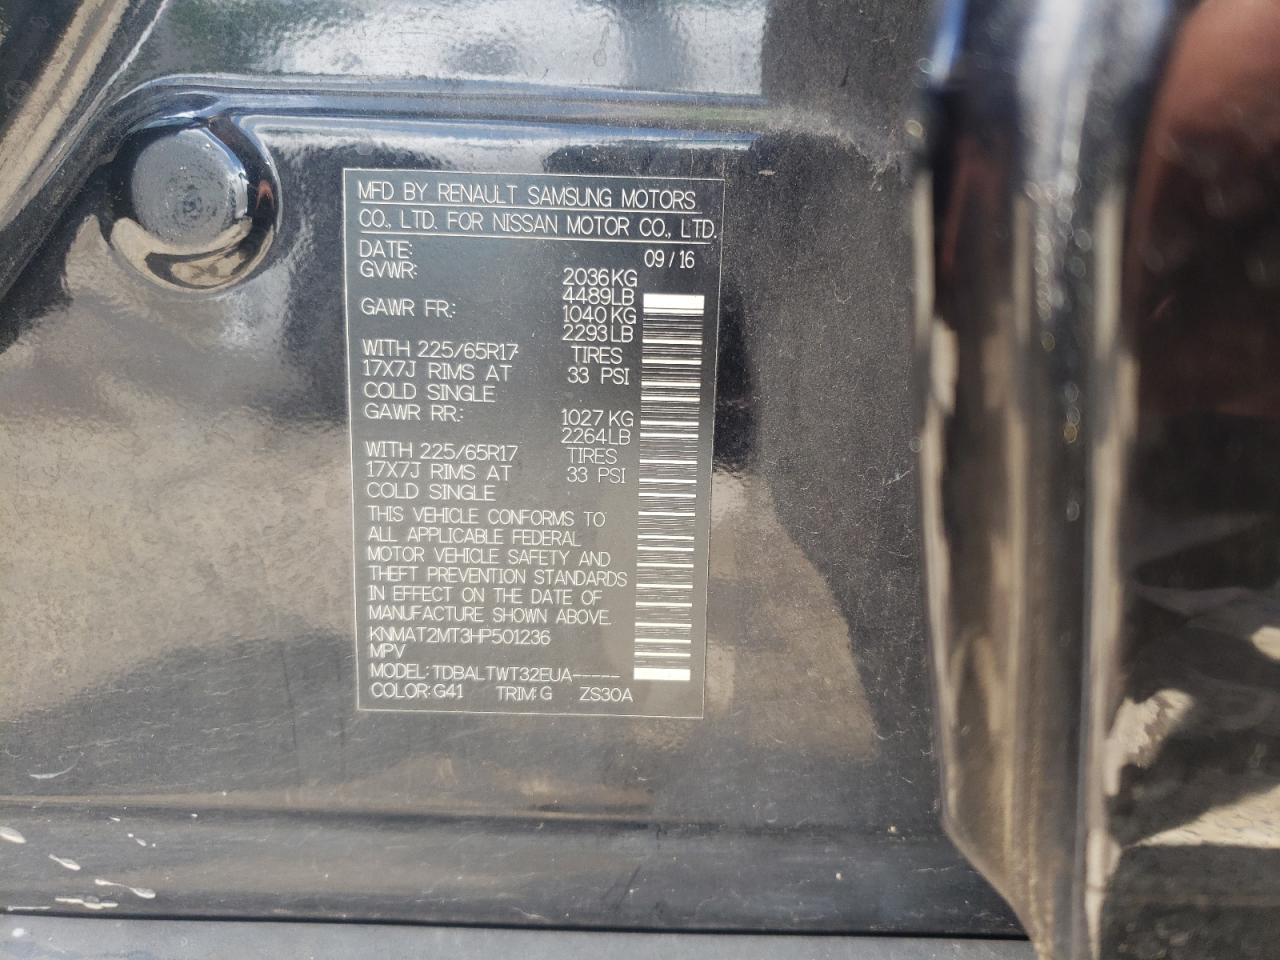 MFD BY RENAULT SAMSUNG MOTORS
CO., LTD. FOR NISSAN MOTOR CO., LTD.
DATE: 09/16
GVWR: 2036KG
4489LB
GAWR FR: 1040KG
2293LB
WITH 225/65R17 TIRES
17X7J RIMS AT 33 PSI
COLD SINGLE
GAWR RR: 1027KG
2264LB
WITH 225/65R17 TIRES
17X7J RIMS AT 33 PSI
COLD SINGLE
THIS VEHICLE CONFORMS TO
ALL APPLICABLE FEDERAL
MOTOR VEHICLE SAFETY AND
THEFT PREVENTION STANDARDS
IN EFFECT ON THE DATE OF
MANUFACTURE SHOWN ABOVE.
KNMAT2MT3HP501236
MPV
MODEL:TDBALTWT32EUA-----
COLOR:G41 TRIM:G ZS30A